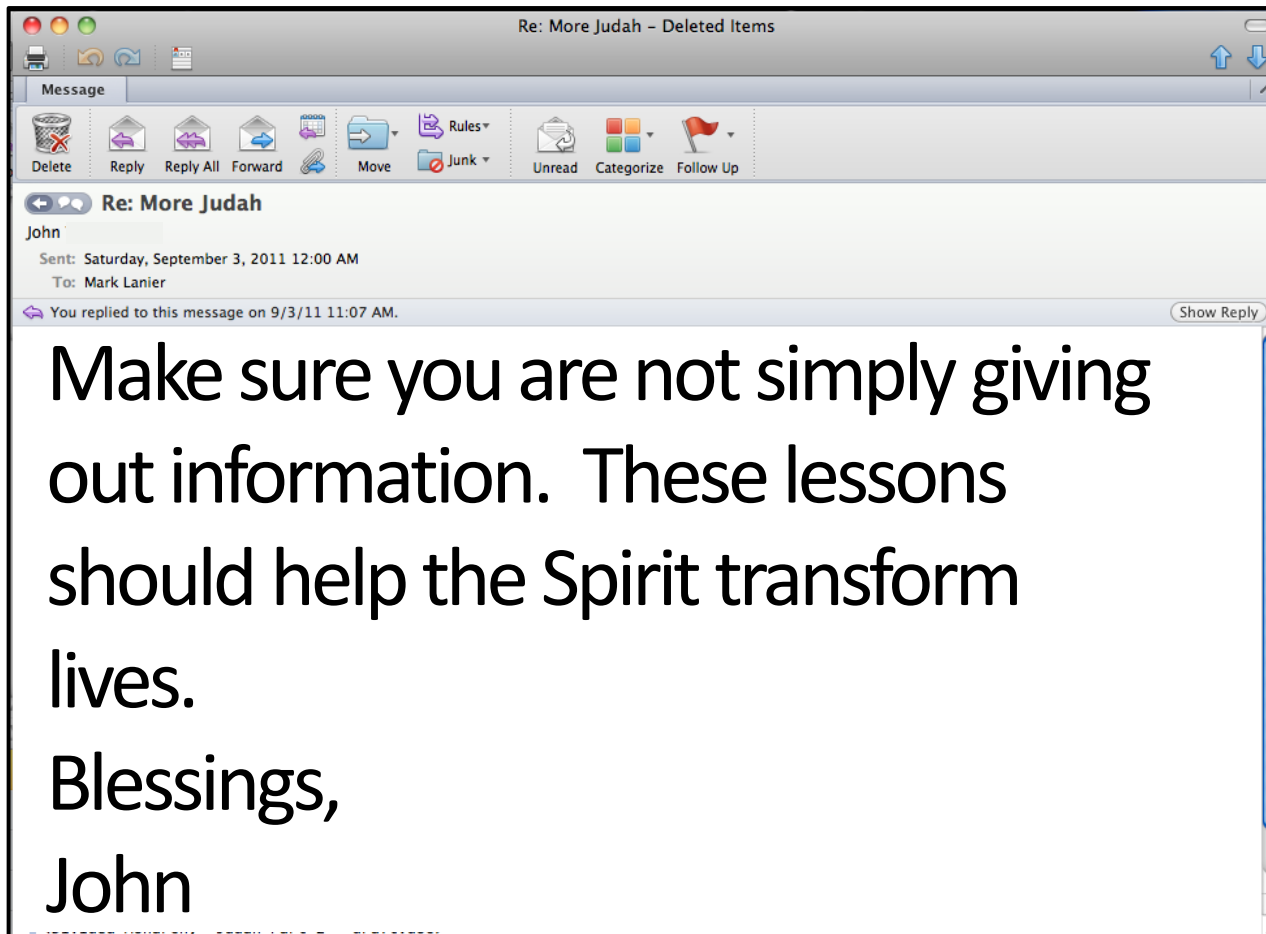 Re: More Judah – Deleted Items
Message
Delete
Reply
Reply All
Forward
Move
Rules
Junk
Unread
Categorize
Follow Up
Re: More Judah
John
Sent: Saturday, September 3, 2011 12:00 AM
To: Mark Lanier
You replied to this message on 9/3/11 11:07 AM.
Show Reply
Make sure you are not simply giving
out information.  These lessons
should help the Spirit transform
lives.
Blessings,
John